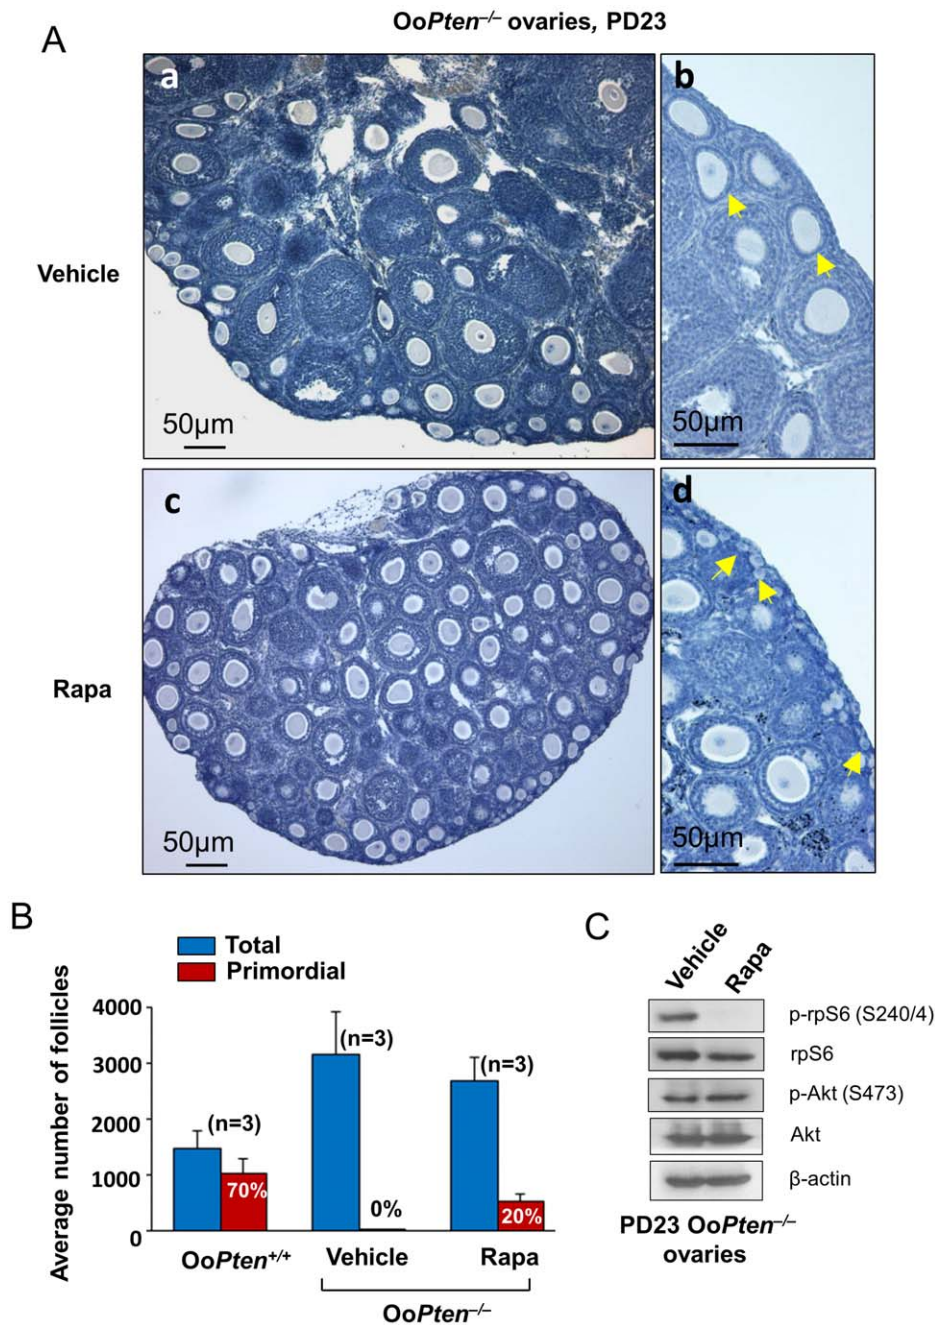 OoPten–/– ovaries, PD23
A
a
b
Vehicle
50µm
50µm
c
d
Rapa
50µm
50µm
B
Total
Primordial
Average number of follicles
4000
3000
2000
1000
0
(n=3)
(n=3)
(n=3)
70%
0%
20%
OoPten+/+
Vehicle
Rapa
OoPten–/–
C
Vehicle
Rapa
p-rpS6 (S240/4)
rpS6
p-Akt (S473)
Akt
β-actin
PD23 OoPten–/–
ovaries